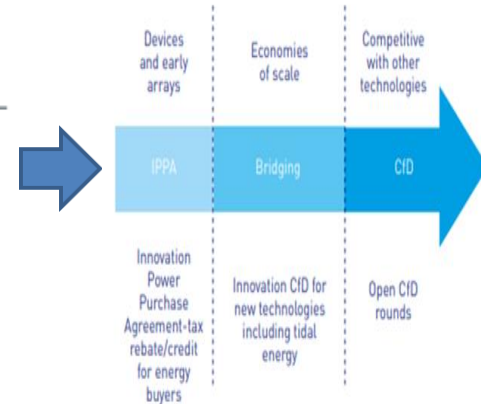 Devices
and early
arrays
Economies
of scale
Competitive
with other
technologies
IPPA
Bridging
CfD
Innovation
Power
Purchase
Agreement-tax
rebate/credit
for energy
buyers
Innovation CfD for
new technologies
including tidal
energy
Open CfD
rounds